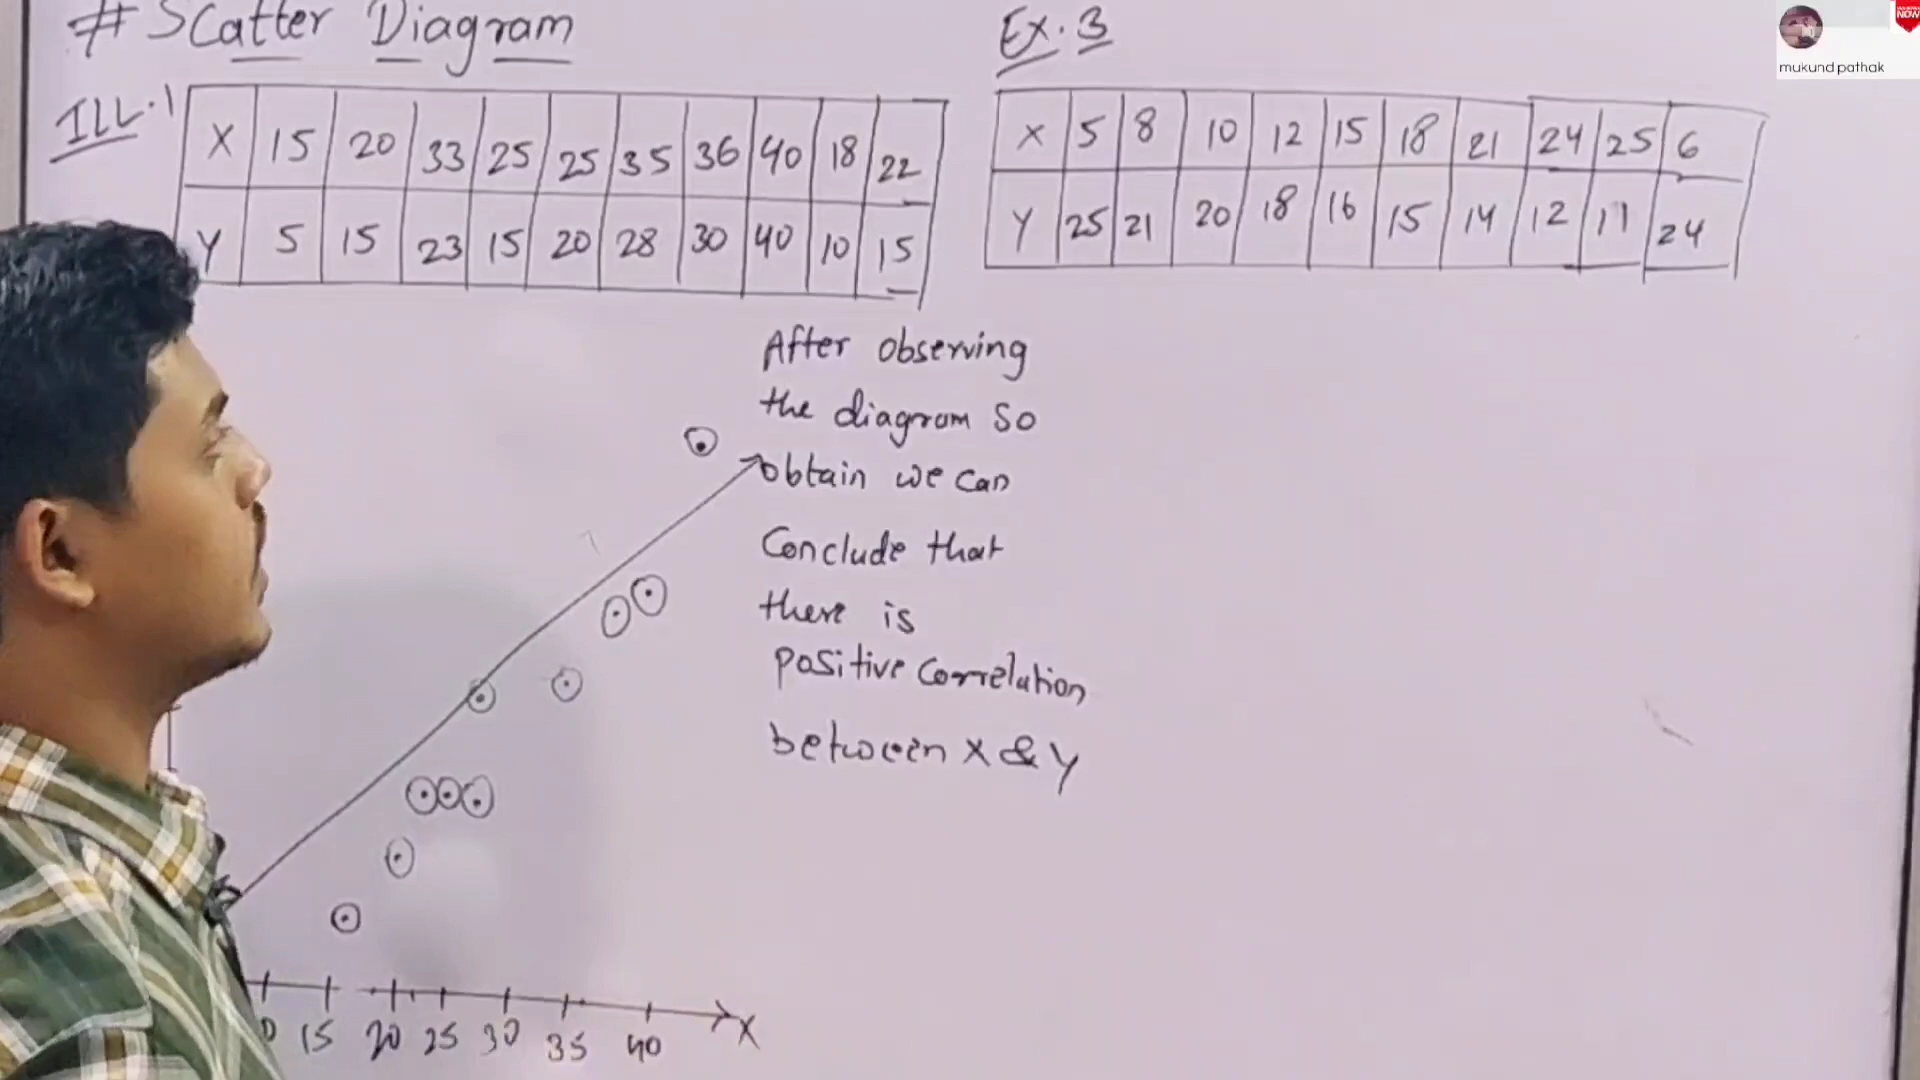 # Scatter Diagram
ILL.1
X 15 20 33 25 25 35 36 40 18 22
Y 5 15 23 15 20 28 30 40 10 15
After observing
the diagram so
obtain we can
Conclude that
there is
positive correlation
between X & Y
15 20 25 30 35 40
X
Ex.3
X 5 8 10 12 15 18 21 24 25 6
Y 25 21 20 18 16 15 14 12 11 24
NOW
mukund pathak